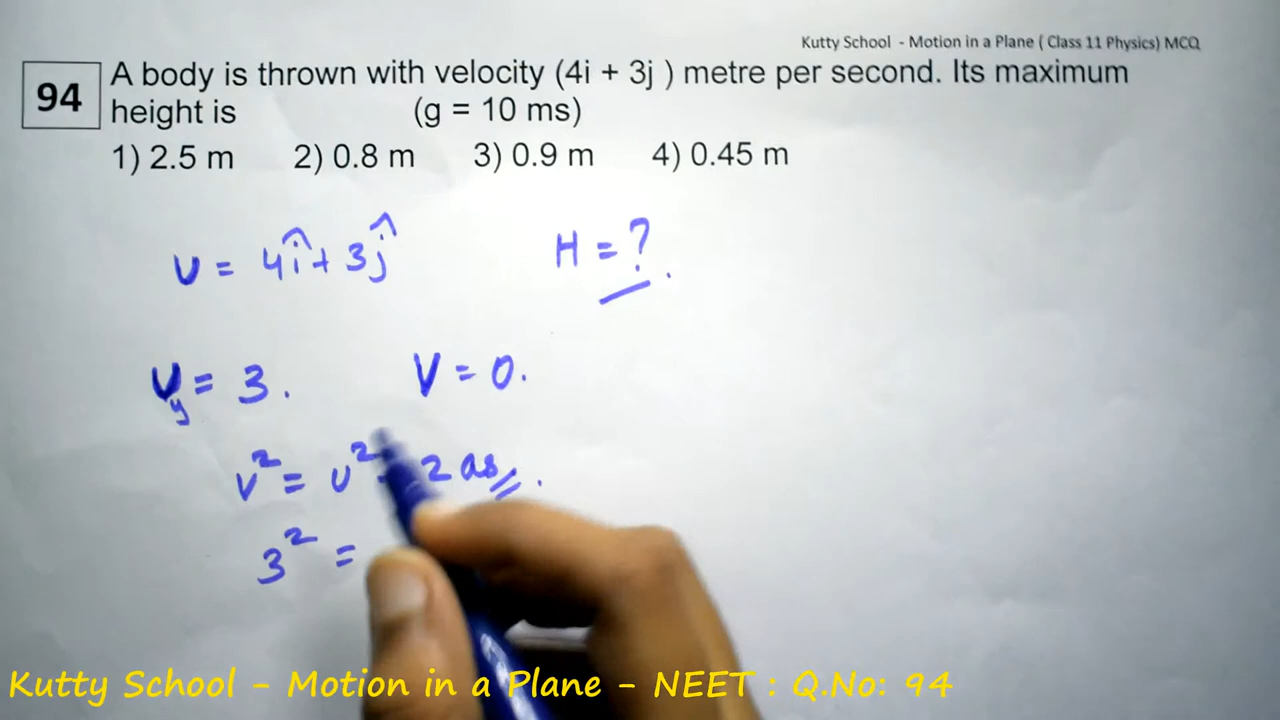 Kutty School - Motion in a Plane ( Class 11 Physics) MCQ
94
A body is thrown with velocity (4i + 3j ) metre per second. Its maximum
height is (g = 10 ms)
1) 2.5 m 2) 0.8 m 3) 0.9 m 4) 0.45 m
u = 4î + 3ĵ H = ?
u_y = 3. V = 0.
v² = u² 2as.
3² =
Kutty School - Motion in a Plane - NEET : Q.No: 94